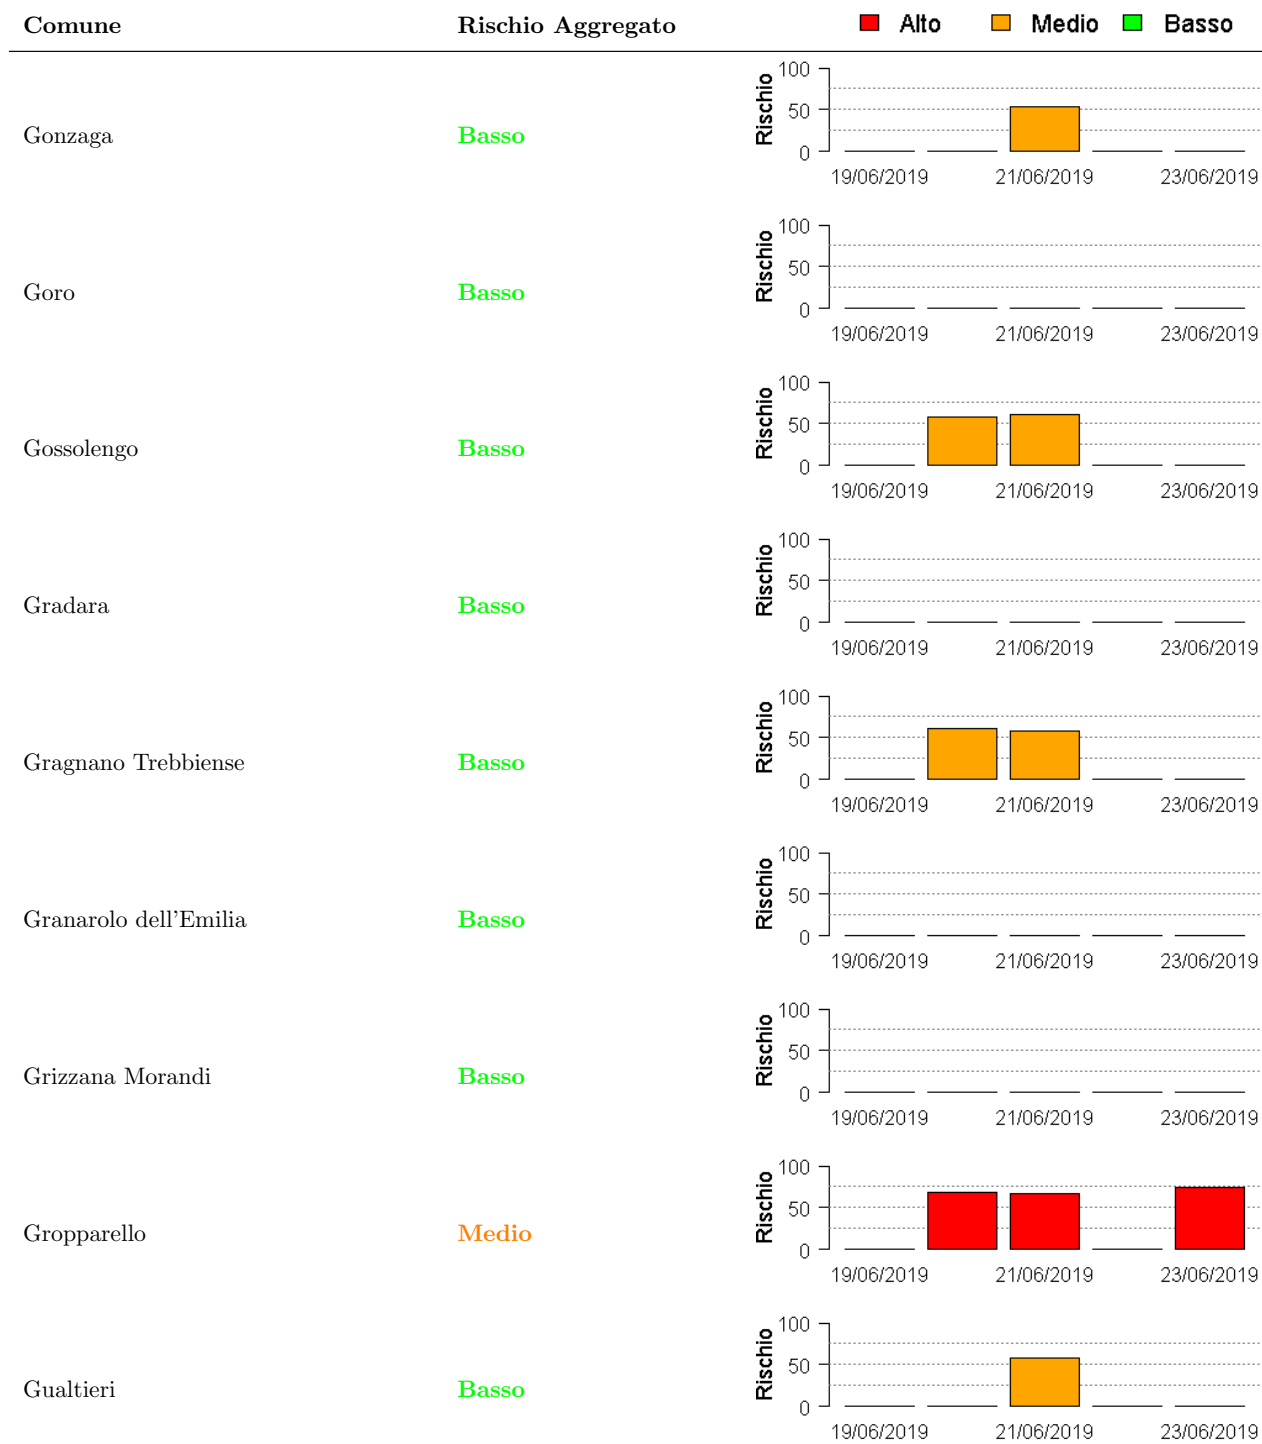 Comune Rischio Aggregato Alto Medio Basso
Gonzaga Basso Rischio 100 50 0
19/06/2019 21/06/2019 23/06/2019
Goro Basso Rischio 100 50 0
19/06/2019 21/06/2019 23/06/2019
Gossolengo Basso Rischio 100 50 0
19/06/2019 21/06/2019 23/06/2019
Gradara Basso Rischio 100 50 0
19/06/2019 21/06/2019 23/06/2019
Gragnano Trebbiense Basso Rischio 100 50 0
19/06/2019 21/06/2019 23/06/2019
Granarolo dell'Emilia Basso Rischio 100 50 0
19/06/2019 21/06/2019 23/06/2019
Grizzana Morandi Basso Rischio 100 50 0
19/06/2019 21/06/2019 23/06/2019
Gropparello Medio Rischio 100 50 0
19/06/2019 21/06/2019 23/06/2019
Gualtieri Basso Rischio 100 50 0
19/06/2019 21/06/2019 23/06/2019